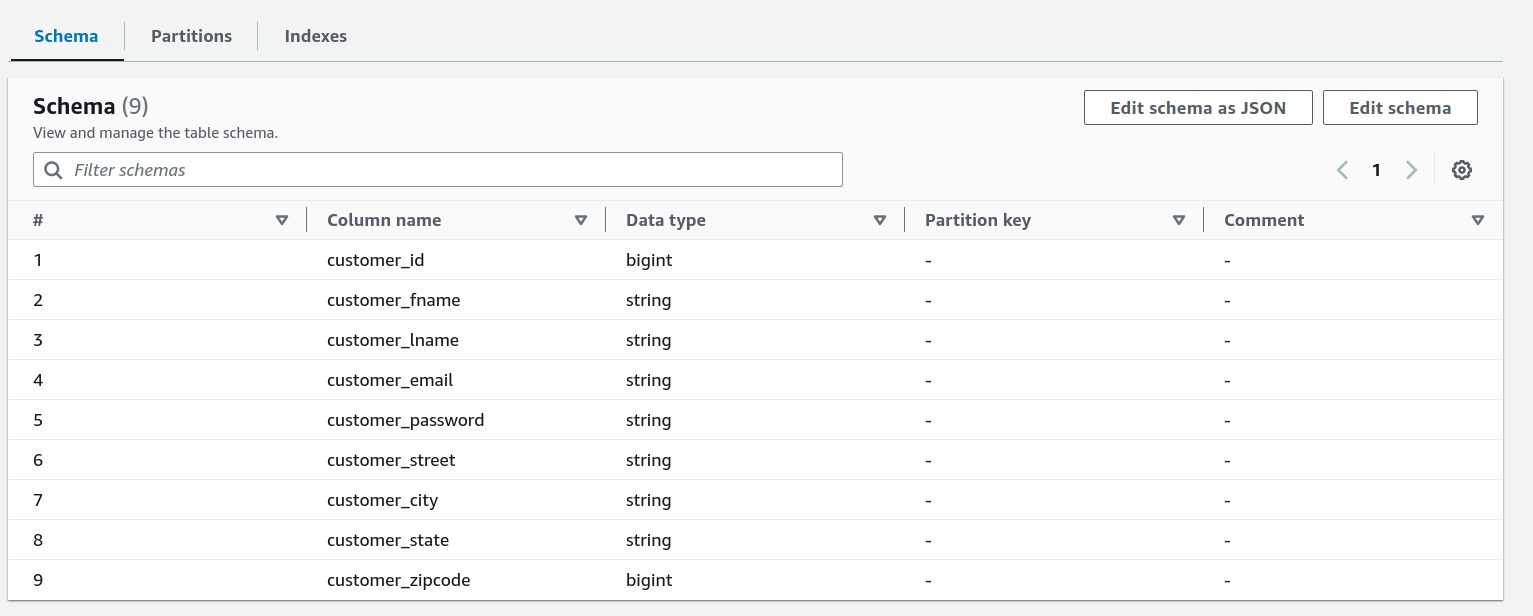 Schema Partitions Indexes
Schema (9) Edit schema as JSON Edit schema
View and manage the table schema.
Filter schemas 1
# Column name Data type Partition key Comment
1 customer_id bigint - -
2 customer_fname string - -
3 customer_lname string - -
4 customer_email string - -
5 customer_password string - -
6 customer_street string - -
7 customer_city string - -
8 customer_state string - -
9 customer_zipcode bigint - -